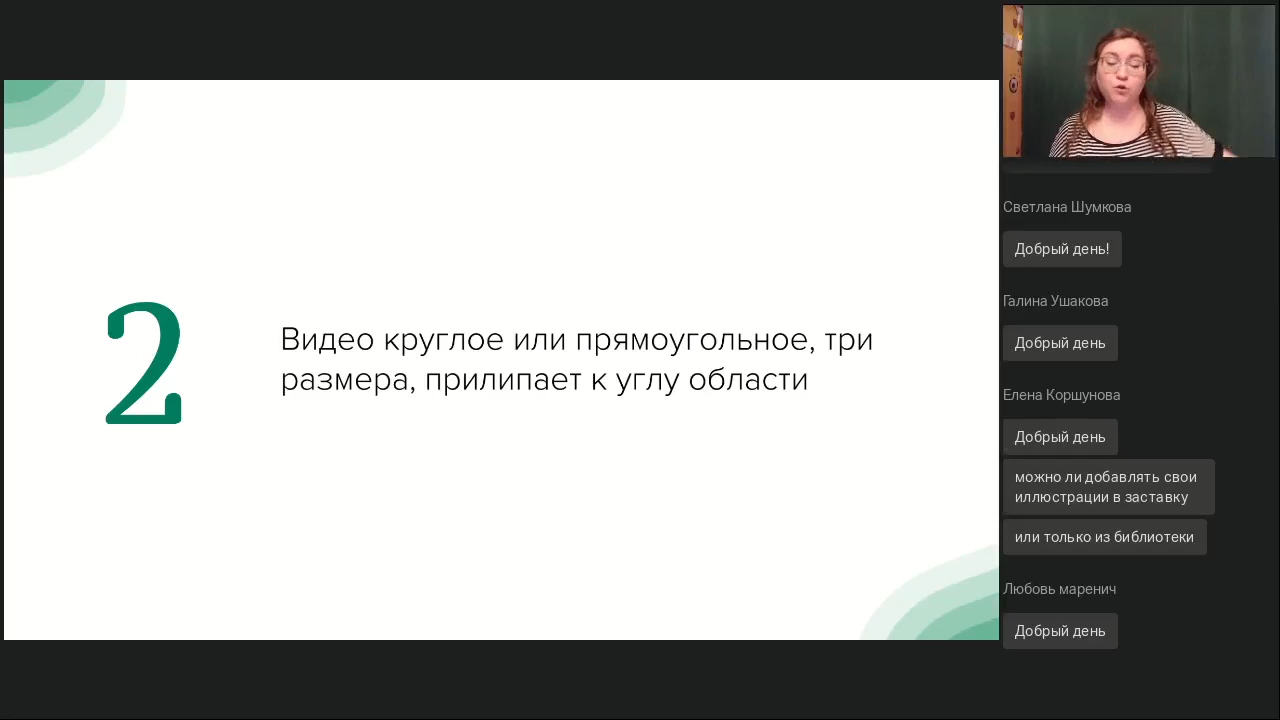 2
Видео круглое или прямоугольное, три
размера, прилипает к углу области
Светлана Шумкова
Добрый день!
Галина Ушакова
Добрый день
Елена Коршунова
Добрый день
можно ли добавлять свои
иллюстрации в заставку
или только из библиотеки
Любовь маренич
Добрый день